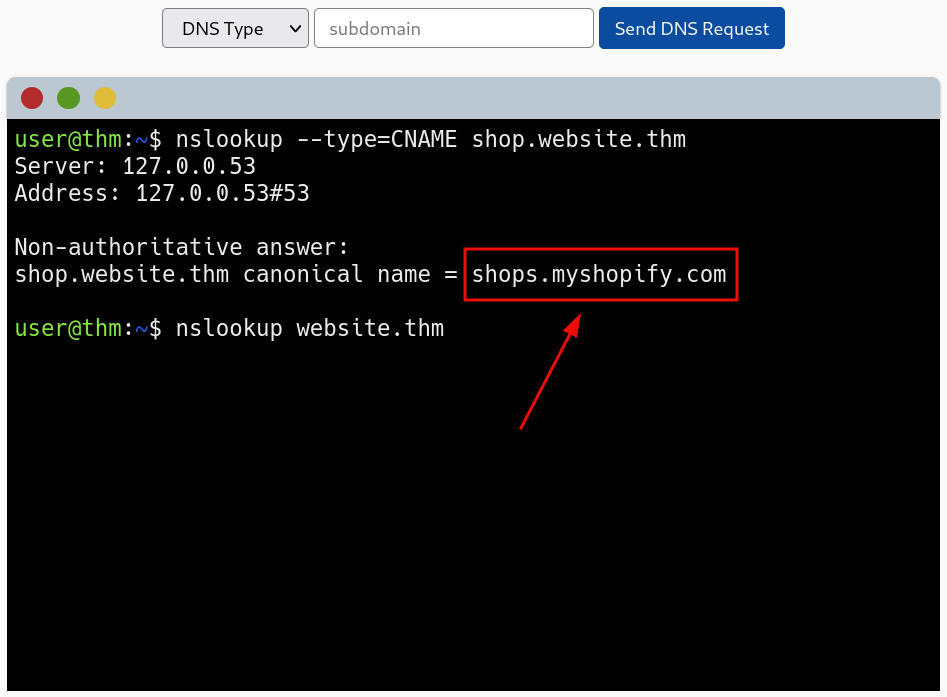 DNS Type subdomain Send DNS Request
user@thm:~$ nslookup --type=CNAME shop.website.thm
Server: 127.0.0.53
Address: 127.0.0.53#53
Non-authoritative answer:
shop.website.thm canonical name = shops.myshopify.com
user@thm:~$ nslookup website.thm